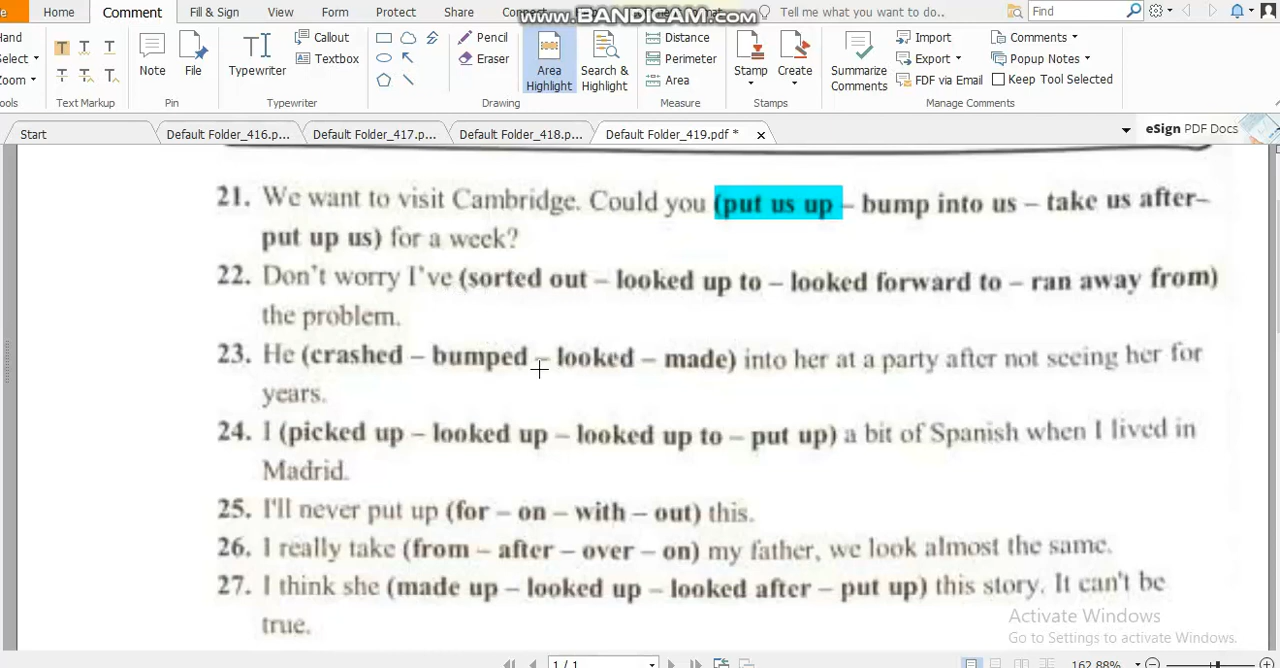 Home Comment Fill & Sign View Form Protect Share Tell me what you want to do.. Find
www.BANDICAM.com
Callout Pencil Distance Import Comments
Textbox Eraser Perimeter Export Popup Notes
Note File Typewriter Area Highlight Search & Highlight Area Stamp Create Summarize Comments FDF via Email Keep Tool Selected
Text Markup Pin Typewriter Drawing Measure Stamps Manage Comments
Start Default Folder_416.p... Default Folder_417.p... Default Folder_418.p... Default Folder_419.pdf * eSign PDF Docs
21. We want to visit Cambridge. Could you (put us up – bump into us – take us after–
put up us) for a week?
22. Don't worry I've (sorted out – looked up to – looked forward to – ran away from)
the problem.
23. He (crashed – bumped – looked – made) into her at a party after not seeing her for
years.
24. I (picked up – looked up – looked up to – put up) a bit of Spanish when I lived in
Madrid.
25. I'll never put up (for – on – with – out) this.
26. I really take (from – after – over – on) my father, we look almost the same.
27. I think she (made up – looked up – looked after – put up) this story. It can't be
true.
Activate Windows
Go to Settings to activate Windows.
1 / 1 162.88%